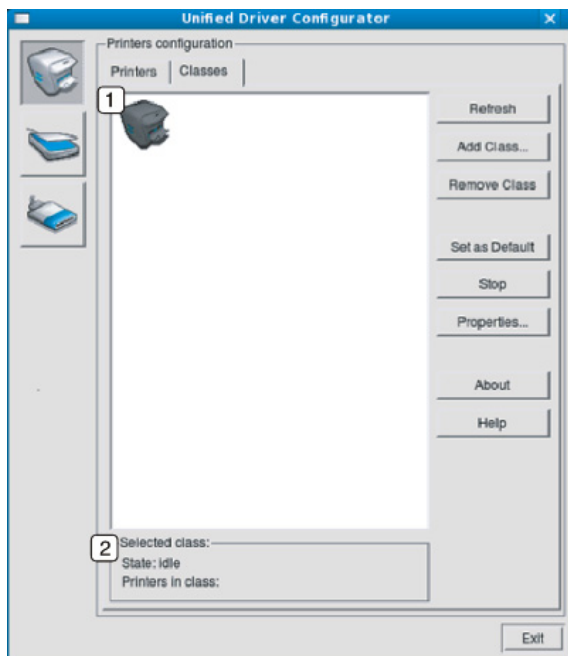 Unified Driver Configurator
Printers configuration
Printers
Classes
1
Refresh
Add Class...
Remove Class
Set as Default
Stop
Properties...
About
Help
2
Selected class:
State: idle
Printers in class:
Exit